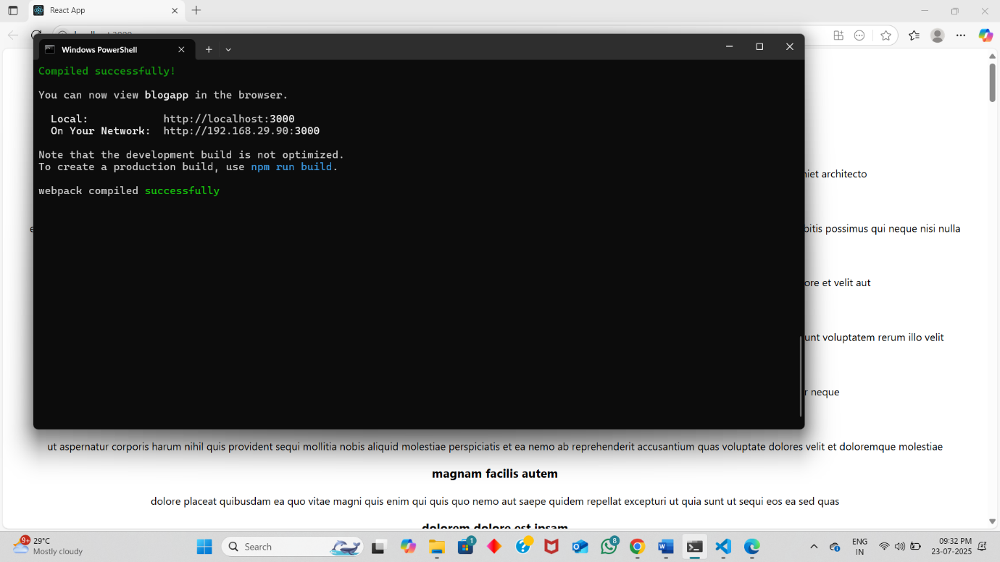 React App
Windows PowerShell
Compiled successfully!
You can now view blogapp in the browser.
Local: http://localhost:3000
On Your Network: http://192.168.29.90:3000
Note that the development build is not optimized.
To create a production build, use npm run build.
webpack compiled successfully
architecto
possimus qui neque nisi nulla
et velit aut
voluptatem rerum illo velit
neque
ut aspernatur corporis harum nihil quis provident sequi mollitia nobis aliquid molestiae perspiciatis et ea nemo ab reprehenderit accusantium quas voluptate dolores velit et doloremque molestiae
magnam facilis autem
dolore placeat quibusdam ea quo vitae magni quis enim qui quis quo nemo aut saepe quidem repellat excepturi ut quia sunt ut sequi eos ea sed quas
dolorem dolore est ipsam
9+
29°C
Mostly cloudy
Search
1
8
ENG
IN
09:32 PM
23-07-2025